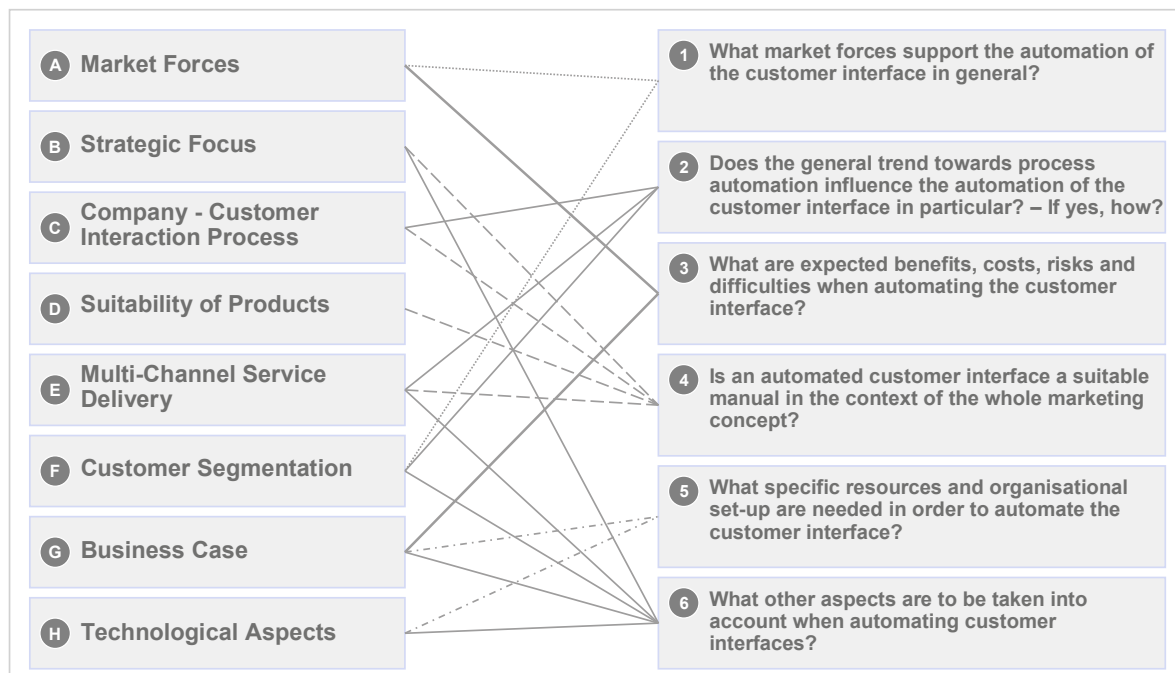 A Market Forces
B Strategic Focus
C Company - Customer
Interaction Process
D Suitability of Products
E Multi-Channel Service
Delivery
F Customer Segmentation
G Business Case
H Technological Aspects
1 What market forces support the automation of
the customer interface in general?
2 Does the general trend towards process
automation influence the automation of the
customer interface in particular? – If yes, how?
3 What are expected benefits, costs, risks and
difficulties when automating the customer
interface?
4 Is an automated customer interface a suitable
manual in the context of the whole marketing
concept?
5 What specific resources and organisational
set-up are needed in order to automate the
customer interface?
6 What other aspects are to be taken into
account when automating customer
interfaces?